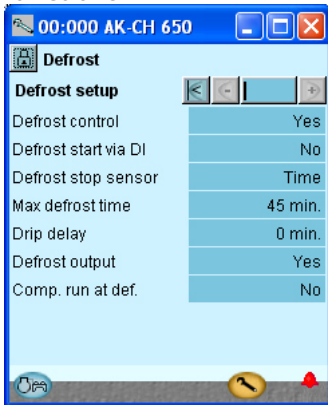 00:000 AK-CH 650
Defrost
Defrost setup
Defrost control Yes
Defrost start via DI No
Defrost stop sensor Time
Max defrost time 45 min.
Drip delay 0 min.
Defrost output Yes
Comp. run at def. No